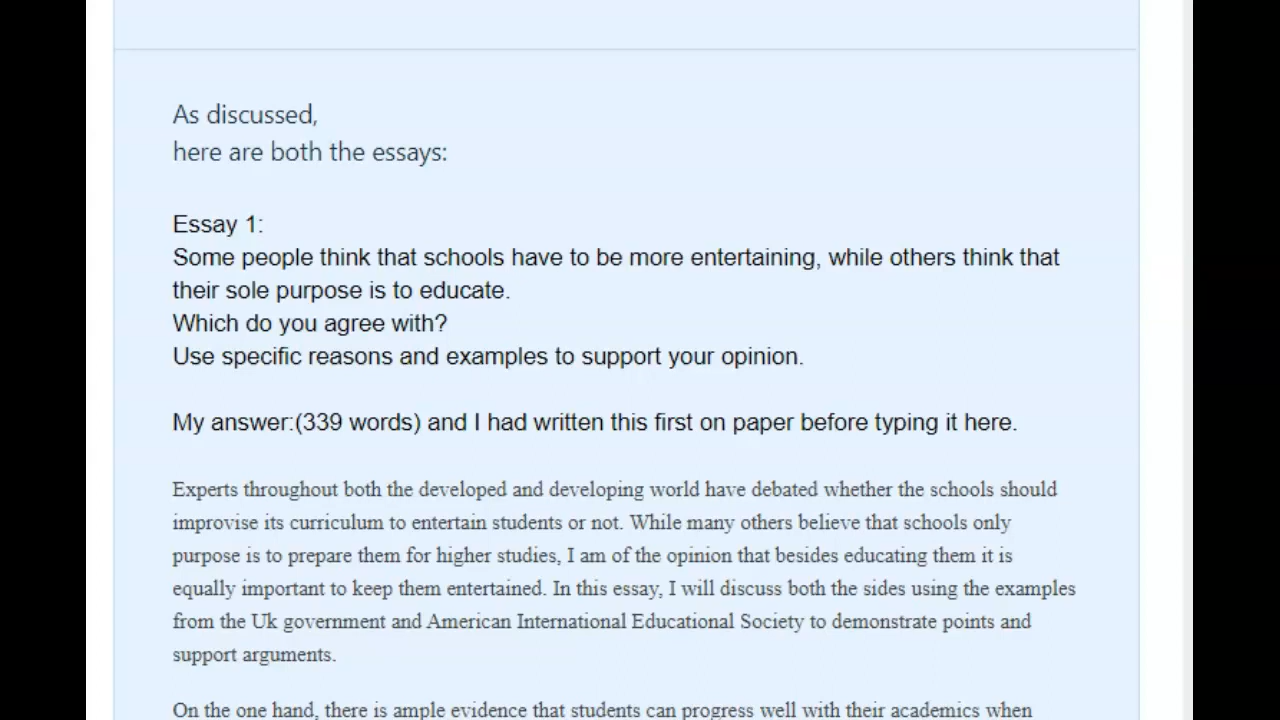 As discussed,
here are both the essays:
Essay 1:
Some people think that schools have to be more entertaining, while others think that
their sole purpose is to educate.
Which do you agree with?
Use specific reasons and examples to support your opinion.
My answer:(339 words) and I had written this first on paper before typing it here.
Experts throughout both the developed and developing world have debated whether the schools should
improvise its curriculum to entertain students or not. While many others believe that schools only
purpose is to prepare them for higher studies, I am of the opinion that besides educating them it is
equally important to keep them entertained. In this essay, I will discuss both the sides using the examples
from the Uk government and American International Educational Society to demonstrate points and
support arguments.
On the one hand, there is ample evidence that students can progress well with their academics when